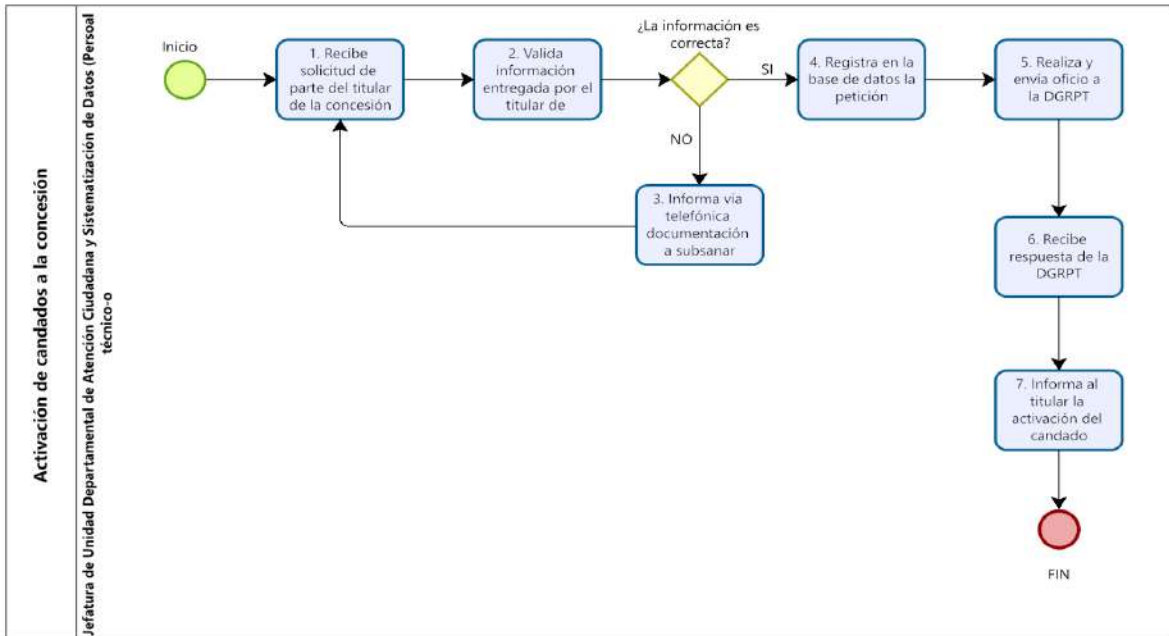 Activación de candados a la concesión
Jefatura de Unidad Departamental de Atención Ciudadana y Sistematización de Datos (Persoal
técnico-o
Inicio
1. Recibe
solicitud de
parte del titular
de la concesión
2. Valida
información
entregada por el
titular de
¿La información es
correcta?
SI
NO
3. Informa via
telefónica
documentación
a subsanar
4. Registra en la
base de datos la
petición
5. Realiza y
envía oficio a
la DGRPT
6. Recibe
respuesta de la
DGRPT
7. Informa al
titular la
activación del
candado
FIN